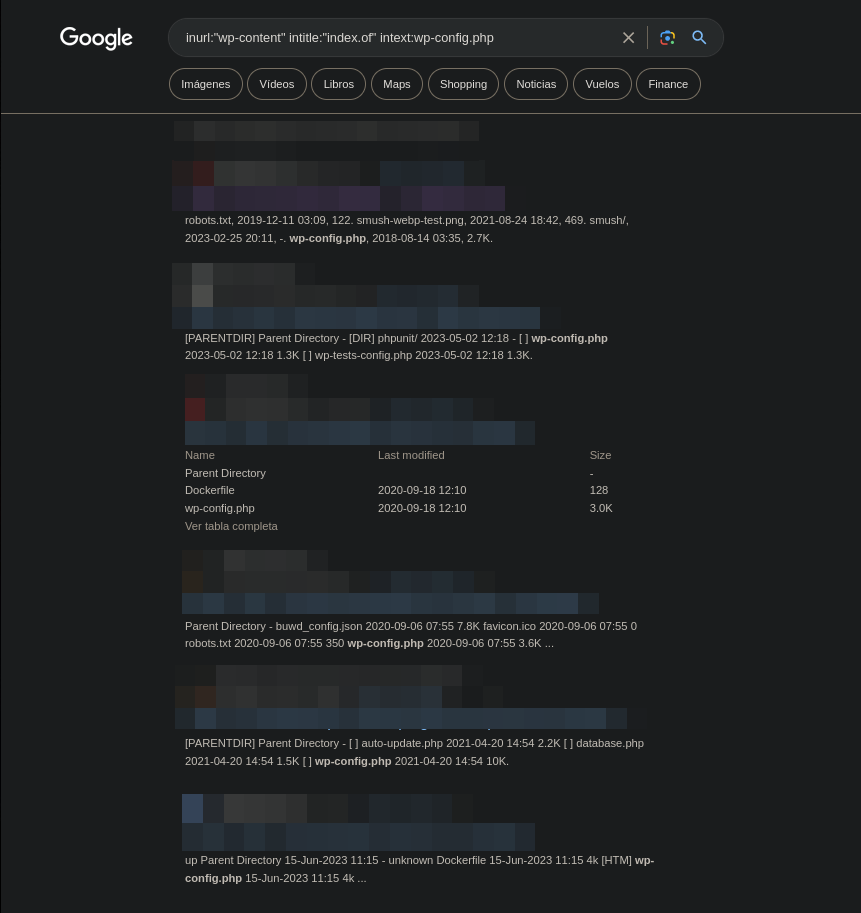 Google
inurl:"wp-content" intitle:"index.of" intext:wp-config.php
Imágenes Vídeos Libros Maps Shopping Noticias Vuelos Finance
robots.txt, 2019-12-11 03:09, 122. smush-webp-test.png, 2021-08-24 18:42, 469. smush/,
2023-02-25 20:11, -. wp-config.php, 2018-08-14 03:35, 2.7K.
[PARENTDIR] Parent Directory - [DIR] phpunit/ 2023-05-02 12:18 - [ ] wp-config.php
2023-05-02 12:18 1.3K [ ] wp-tests-config.php 2023-05-02 12:18 1.3K.
Name Last modified Size
Parent Directory -
Dockerfile 2020-09-18 12:10 128
wp-config.php 2020-09-18 12:10 3.0K
Ver tabla completa
Parent Directory - buwd_config.json 2020-09-06 07:55 7.8K favicon.ico 2020-09-06 07:55 0
robots.txt 2020-09-06 07:55 350 wp-config.php 2020-09-06 07:55 3.6K ...
[PARENTDIR] Parent Directory - [ ] auto-update.php 2021-04-20 14:54 2.2K [ ] database.php
2021-04-20 14:54 1.5K [ ] wp-config.php 2021-04-20 14:54 10K.
up Parent Directory 15-Jun-2023 11:15 - unknown Dockerfile 15-Jun-2023 11:15 4k [HTM] wp-
config.php 15-Jun-2023 11:15 4k ...